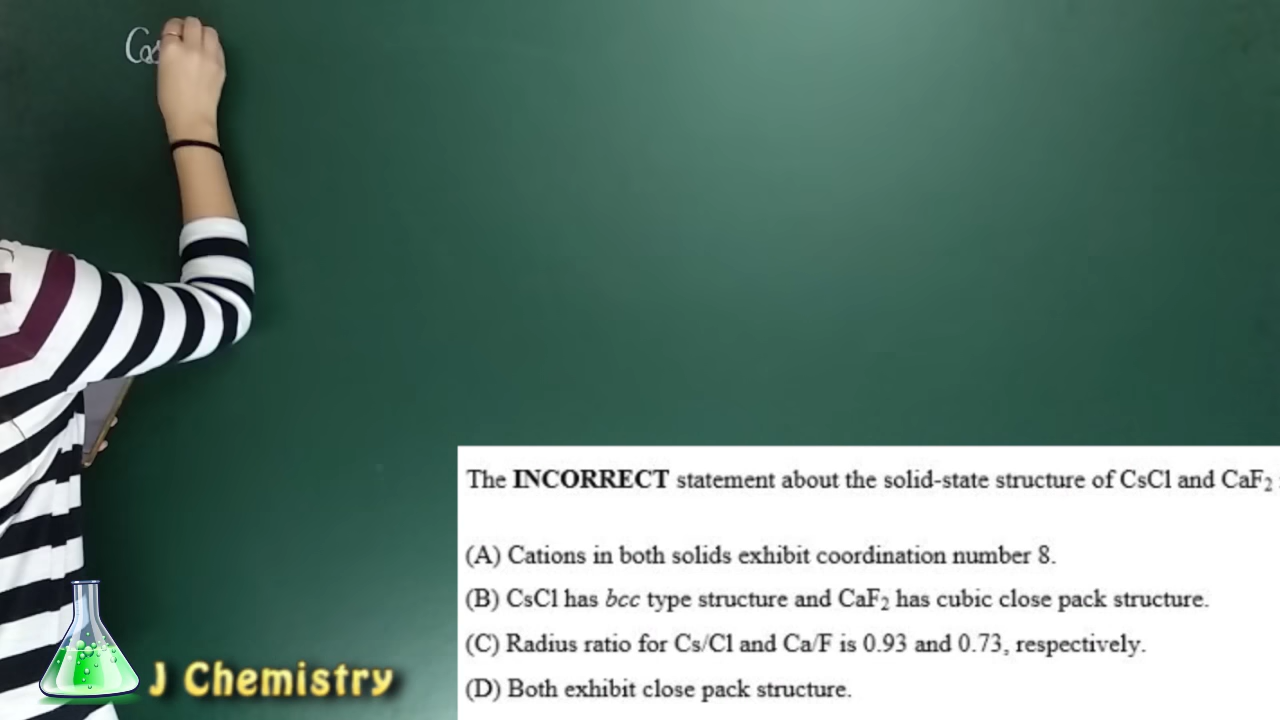 The INCORRECT statement about the solid-state structure of CsCl and CaF₂
(A) Cations in both solids exhibit coordination number 8.
(B) CsCl has bcc type structure and CaF₂ has cubic close pack structure.
(C) Radius ratio for Cs/Cl and Ca/F is 0.93 and 0.73, respectively.
(D) Both exhibit close pack structure.
J Chemistry